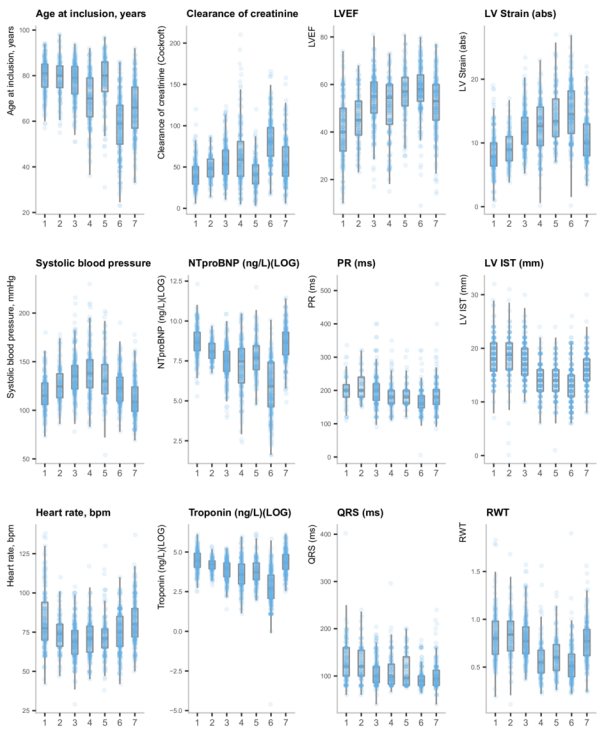 Age at inclusion, years
Clearance of creatinine
LVEF
LV Strain (abs)
Age at inclusion, years
100
80
60
40
20
1 2 3 4 5 6 7
Clearance of creatinine (Cockroft)
200
150
100
50
0
1 2 3 4 5 6 7
LVEF
80
60
40
20
1 2 3 4 5 6 7
LV Strain (abs)
20
10
0
1 2 3 4 5 6 7
Systolic blood pressure
NTproBNP (ng/L)(LOG)
PR (ms)
LV IST (mm)
Systolic blood pressure, mmHg
200
150
100
50
1 2 3 4 5 6 7
NTproBNP (ng/L)(LOG)
12.5
10.0
7.5
5.0
2.5
1 2 3 4 5 6 7
PR (ms)
500
400
300
200
100
0
1 2 3 4 5 6 7
LV IST (mm)
30
20
10
0
1 2 3 4 5 6 7
Heart rate, bpm
Troponin (ng/L)(LOG)
QRS (ms)
RWT
Heart rate, bpm
125
100
75
50
25
1 2 3 4 5 6 7
Troponin (ng/L)(LOG)
5.0
2.5
0.0
−2.5
−5.0
1 2 3 4 5 6 7
QRS (ms)
400
300
200
100
1 2 3 4 5 6 7
RWT
1.5
1.0
0.5
1 2 3 4 5 6 7